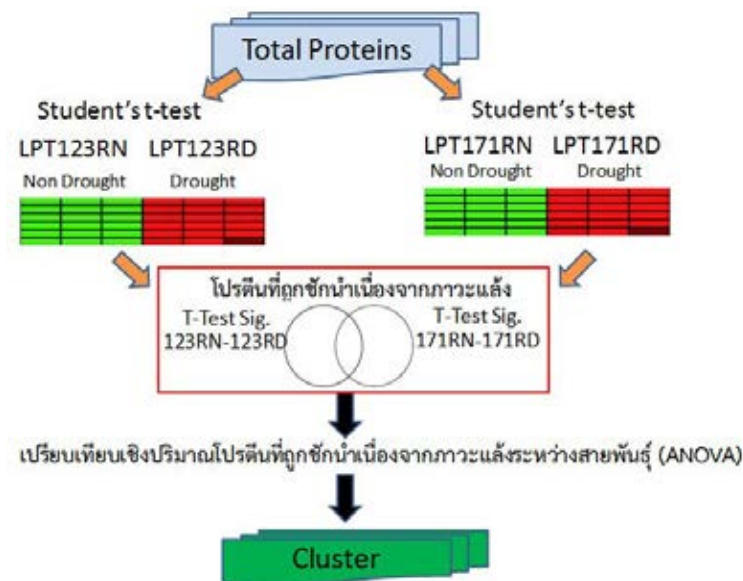 Total Proteins
Student's t-test
LPT123RN LPT123RD
Non Drought Drought
Student's t-test
LPT171RN LPT171RD
Non Drought Drought
โปรตีนที่ถูกชักนำเนื่องจากภาวะแล้ง
T-Test Sig.
123RN-123RD
T-Test Sig.
171RN-171RD
เปรียบเทียบเชิงปริมาณโปรตีนที่ถูกชักนำเนื่องจากภาวะแล้งระหว่างสายพันธุ์ (ANOVA)
Cluster